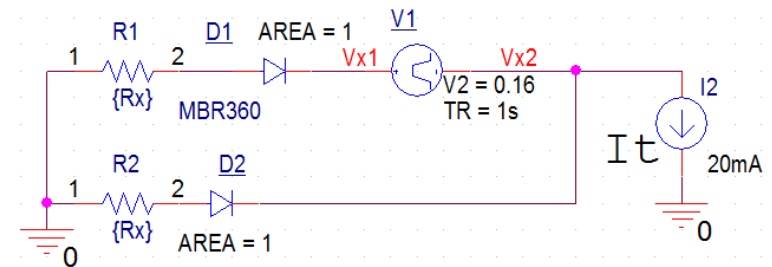 V1
R1 D1 AREA = 1
1 2 Vx1 Vx2
{Rx} V2 = 0.16 I2
MBR360 TR = 1s
It 20mA
R2 D2
1 2
{Rx}
AREA = 1
0 0